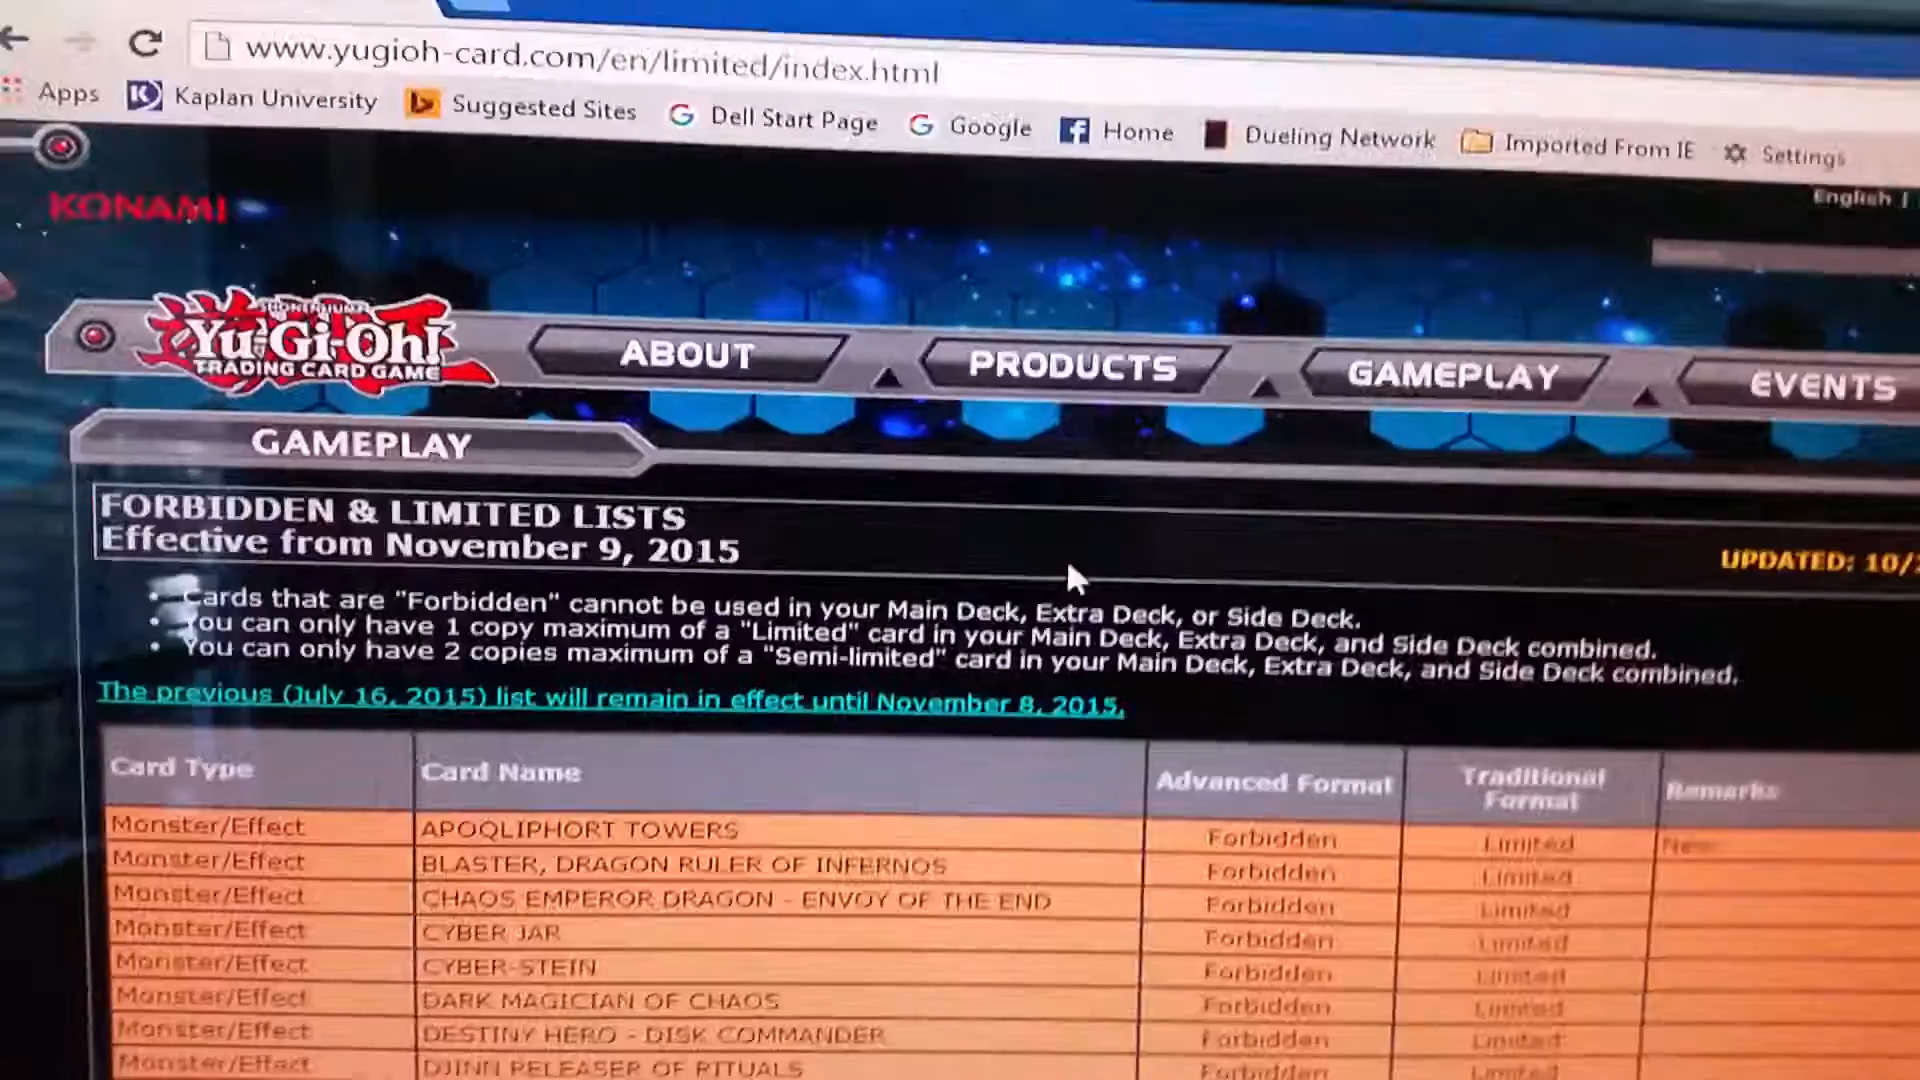 www.yugioh-card.com/en/limited/index.html
Apps Kaplan University Suggested Sites Dell Start Page Google Home Dueling Network Imported From IE Settings
English |
KONAMI
SHONEN JUMP
Yu-Gi-Oh!
TRADING CARD GAME
ABOUT PRODUCTS GAMEPLAY EVENTS
GAMEPLAY
FORBIDDEN & LIMITED LISTS
Effective from November 9, 2015
UPDATED: 10/
• Cards that are "Forbidden" cannot be used in your Main Deck, Extra Deck, or Side Deck.
• You can only have 1 copy maximum of a "Limited" card in your Main Deck, Extra Deck, and Side Deck combined.
• You can only have 2 copies maximum of a "Semi-limited" card in your Main Deck, Extra Deck, and Side Deck combined.
The previous (July 16, 2015) list will remain in effect until November 8, 2015.
Card Type Card Name Advanced Format Traditional Format Remarks
Monster/Effect APOQLIPHORT TOWERS Forbidden Limited New
Monster/Effect BLASTER, DRAGON RULER OF INFERNOS Forbidden Limited
Monster/Effect CHAOS EMPEROR DRAGON - ENVOY OF THE END Forbidden Limited
Monster/Effect CYBER JAR Forbidden Limited
Monster/Effect CYBER-STEIN Forbidden Limited
Monster/Effect DARK MAGICIAN OF CHAOS Forbidden Limited
Monster/Effect DESTINY HERO - DISK COMMANDER Forbidden Limited
Monster/Effect DJINN RELEASER OF RITUALS Forbidden Limited